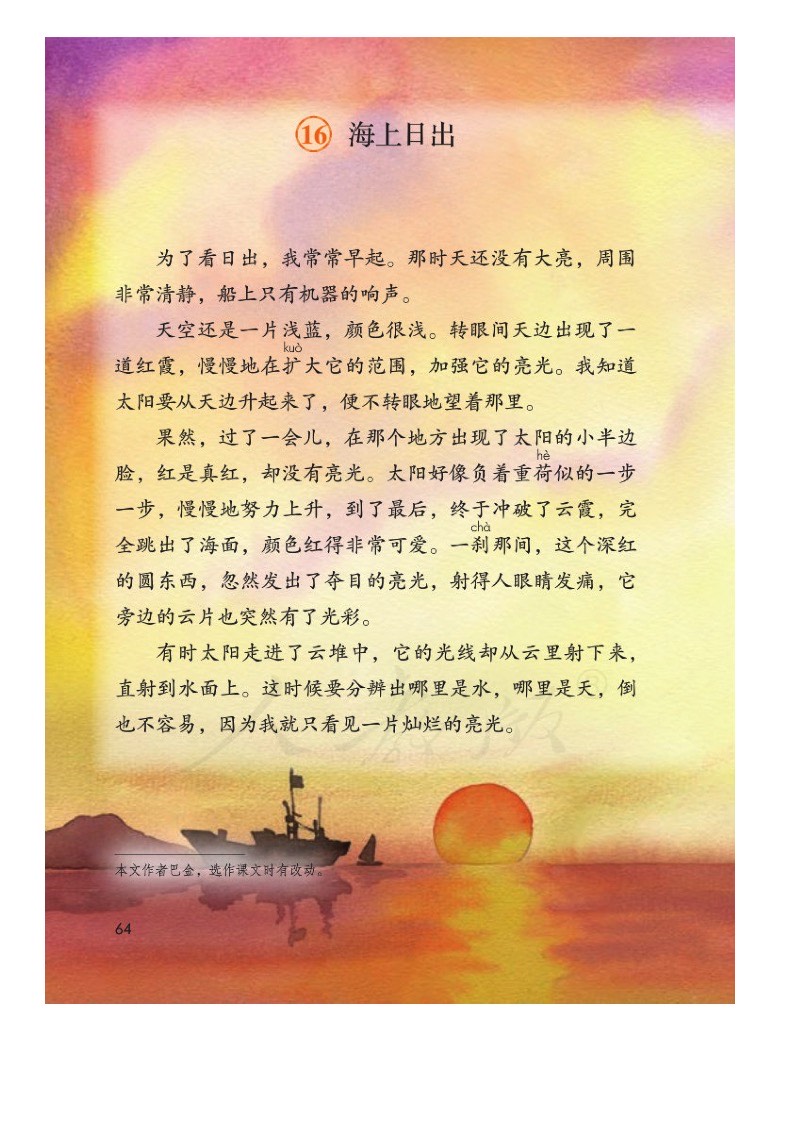 16 海上日出
为了看日出，我常常早起。那时天还没有大亮，周围
非常清静，船上只有机器的响声。
天空还是一片浅蓝，颜色很浅。转眼间天边出现了一
kuò
道红霞，慢慢地在扩大它的范围，加强它的亮光。我知道
太阳要从天边升起来了，便不转眼地望着那里。
果然，过了一会儿，在那个地方出现了太阳的小半边
hè
脸，红是真红，却没有亮光。太阳好像负着重荷似的一步
一步，慢慢地努力上升，到了最后，终于冲破了云霞，完
chà
全跳出了海面，颜色红得非常可爱。一刹那间，这个深红
的圆东西，忽然发出了夺目的亮光，射得人眼睛发痛，它
旁边的云片也突然有了光彩。
有时太阳走进了云堆中，它的光线却从云里射下来，
直射到水面上。这时候要分辨出哪里是水，哪里是天，倒
也不容易，因为我就只看见一片灿烂的亮光。
本文作者巴金，选作课文时有改动。
64